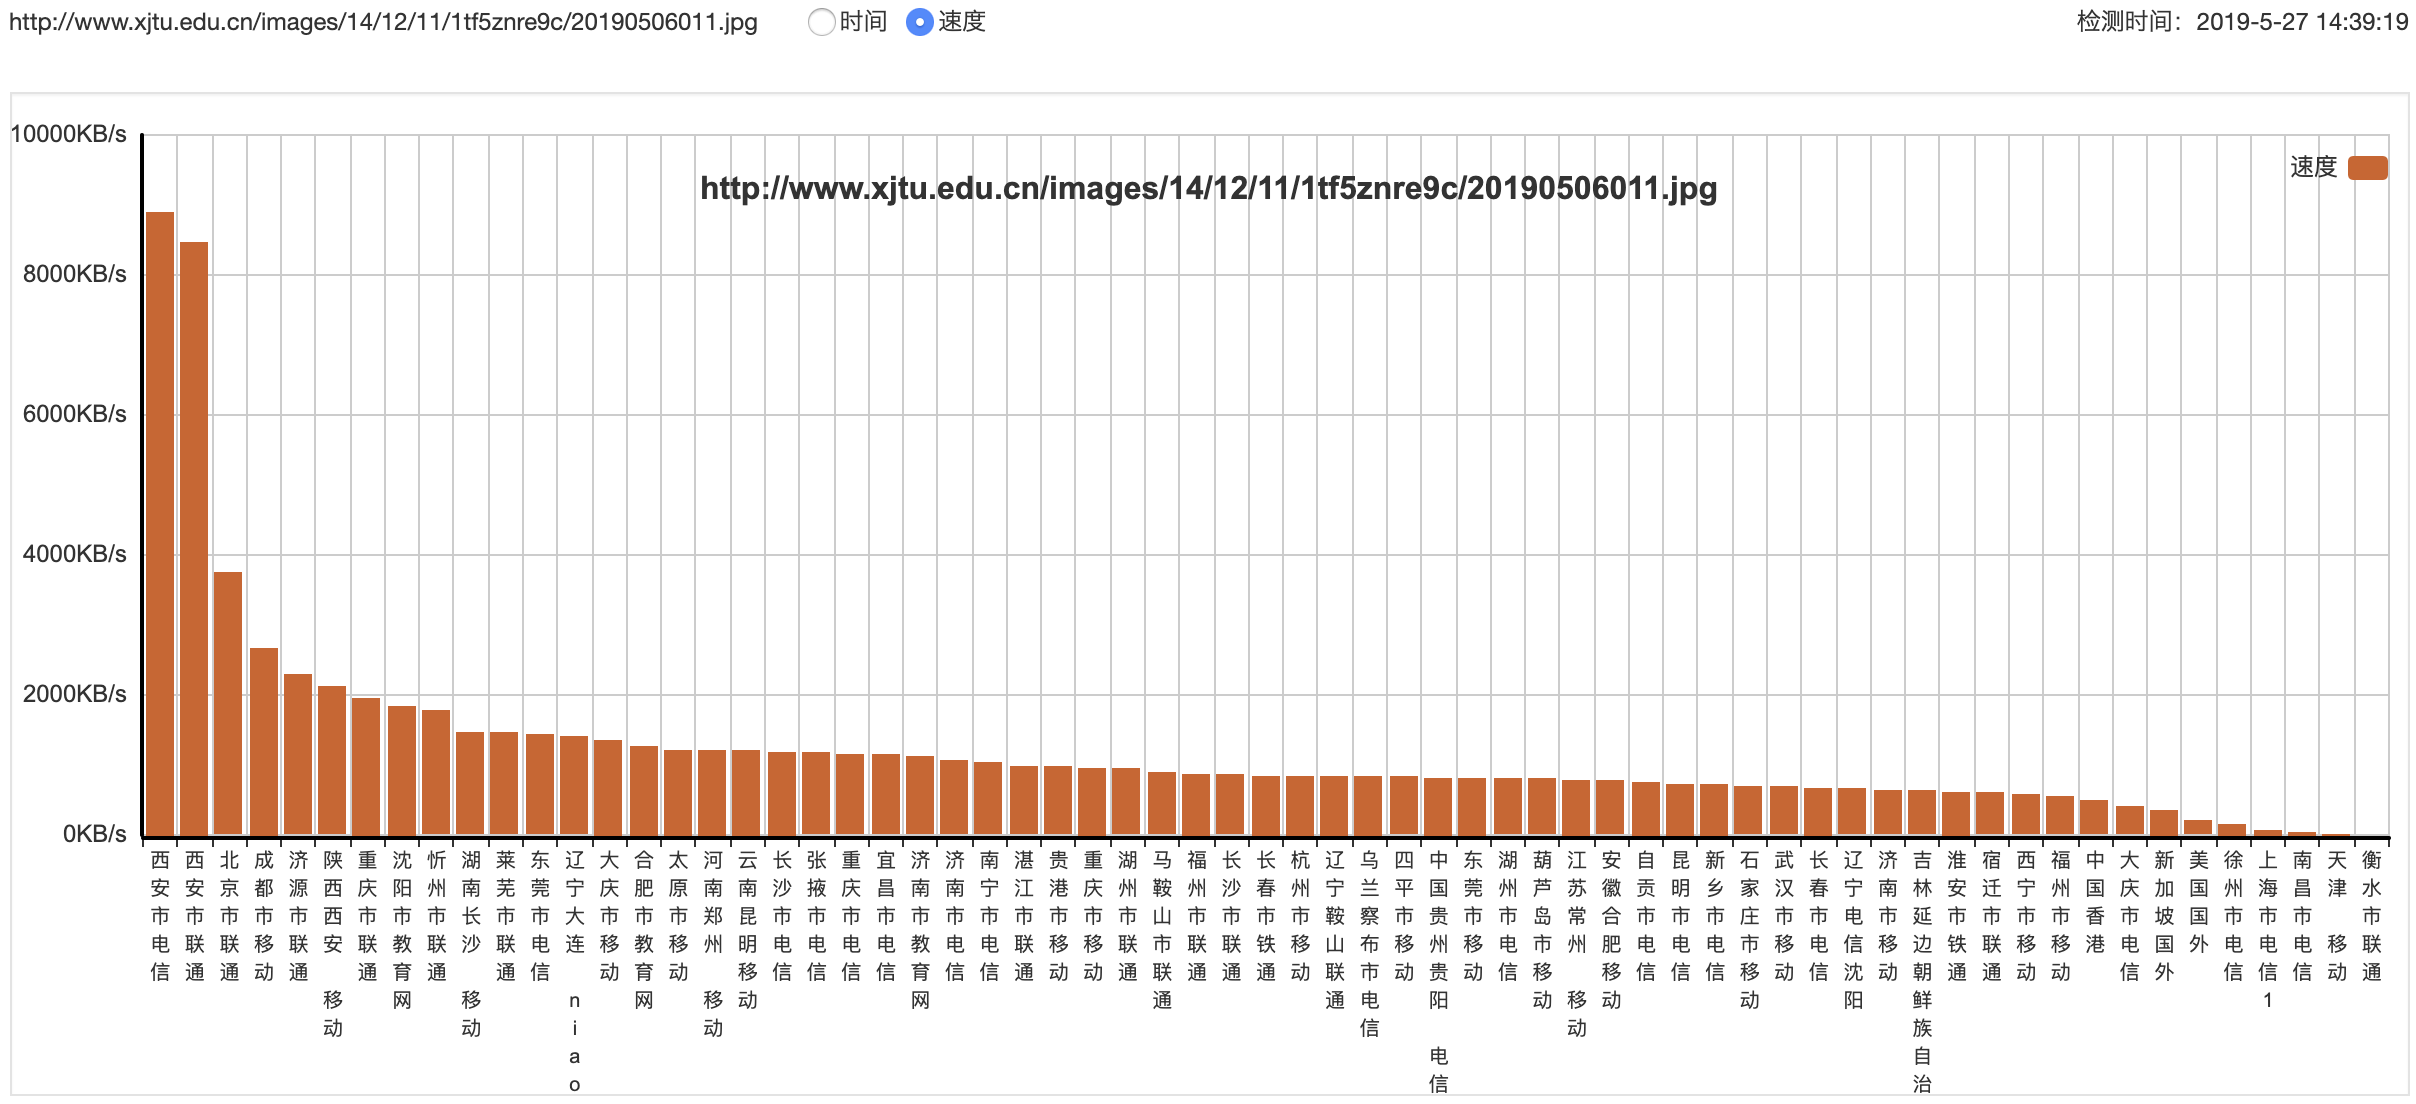 http://www.xjtu.edu.cn/images/14/12/11/1tf5znre9c/20190506011.jpg 时间 速度 检测时间：2019-5-27 14:39:19
http://www.xjtu.edu.cn/images/14/12/11/1tf5znre9c/20190506011.jpg
速度
10000KB/s
8000KB/s
6000KB/s
4000KB/s
2000KB/s
0KB/s
西安市电信
西安市联通
北京市联通
成都市移动
济源市联通
陕西西安 移动
重庆市联通
沈阳市教育网
忻州市联通
湖南长沙 移动
莱芜市联通
东莞市电信
辽宁大连 niao
大庆市移动
合肥市教育网
太原市移动
河南郑州 移动
云南昆明移动
长沙市电信
张掖市电信
重庆市电信
宜昌市电信
济南市教育网
济南市电信
南宁市电信
湛江市联通
贵港市移动
重庆市移动
湖州市联通
马鞍山市联通
福州市联通
长沙市联通
长春市铁通
杭州市移动
辽宁鞍山联通
乌兰察布市电信
四平市移动
中国贵州贵阳 电信
东莞市移动
湖州市电信
葫芦岛市移动
江苏常州 移动
安徽合肥移动
自贡市电信
昆明市电信
新乡市电信
石家庄市移动
武汉市移动
长春市电信
辽宁电信沈阳
济南市移动
吉林延边朝鲜族自治
淮安市铁通
宿迁市联通
西宁市移动
福州市移动
中国香港
大庆市电信
新加坡国外
美国国外
徐州市电信
上海市电信1
南昌市电信
天津 移动
衡水市联通